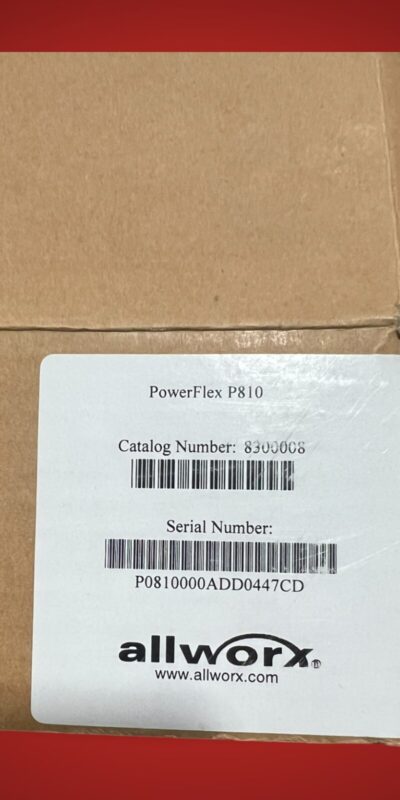 PowerFlex P810
Catalog Number: 8300008
Serial Number:
P0810000ADD0447CD
allworx®
www.allworx.com